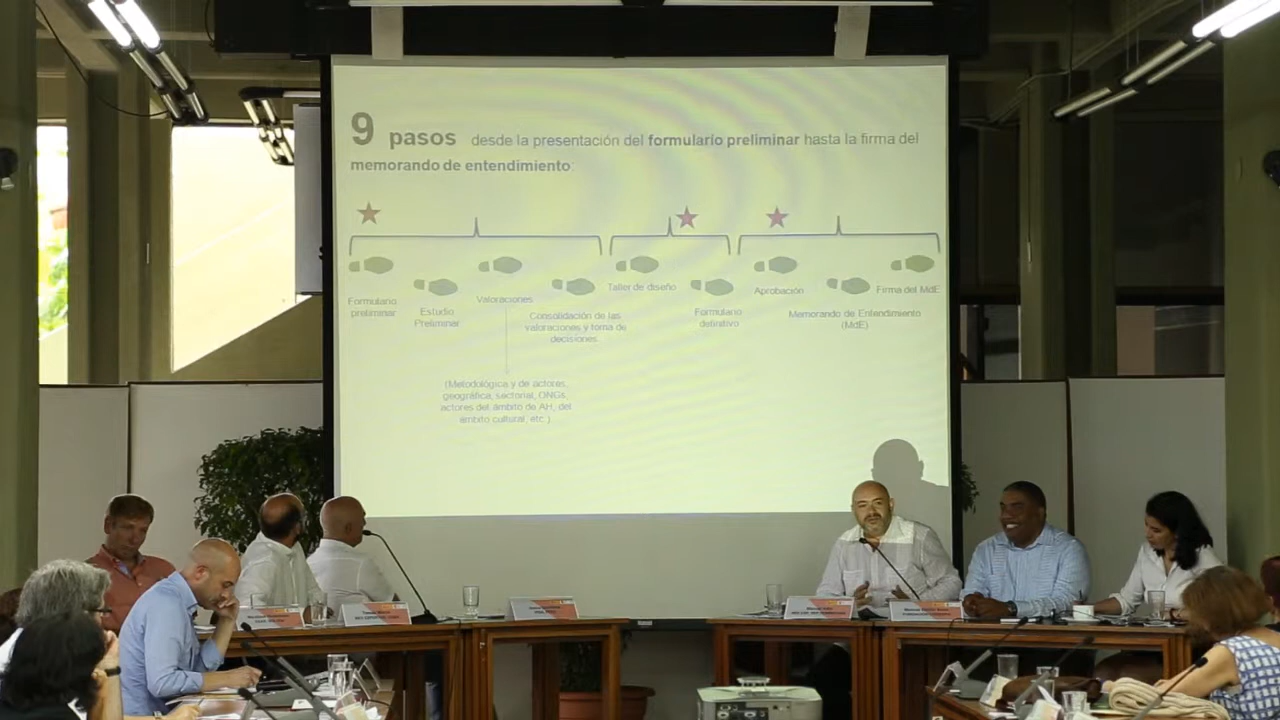 9 pasos desde la presentación del formulario preliminar hasta la firma del
memorando de entendimiento:
Formulario
preliminar
Estudio
Preliminar
Valoraciones
Consolidación de las
valoraciones y toma de
decisiones.
Taller de diseño
Formulario
definitivo
Aprobación
Memorando de Entendimiento
(MdE)
Firma del MdE
(Metodológica y de actores,
geográfica, sectorial, ONGs,
actores del ámbito de AH, del
ámbito cultural, etc.)